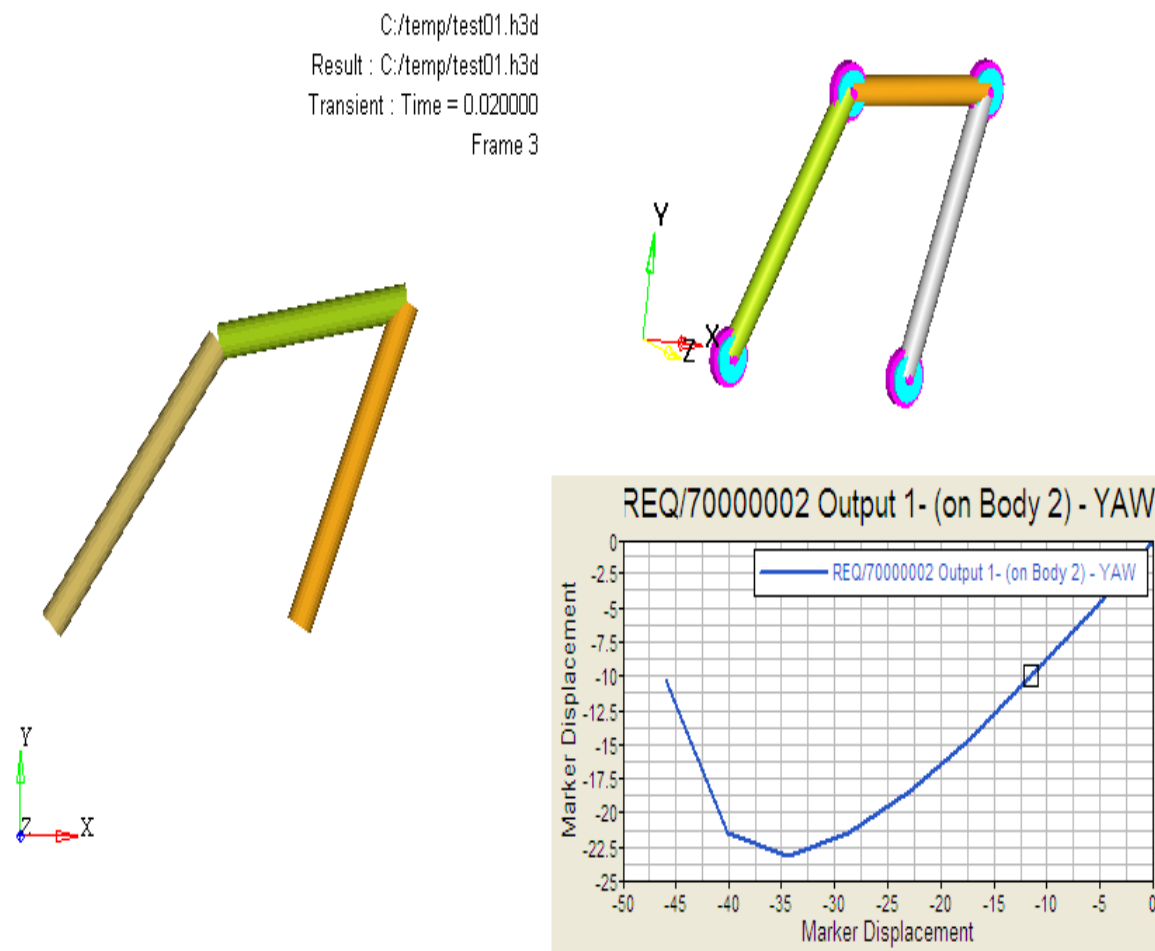 C:/temp/test01.h3d
Result : C:/temp/test01.h3d
Transient : Time = 0.020000
Frame 3
Y
X
Z
Y
X
Z
REQ/70000002 Output 1- (on Body 2) - YAW
REQ/70000002 Output 1- (on Body 2) - YAW
Marker Displacement
0
-2.5
-5
-7.5
-10
-12.5
-15
-17.5
-20
-22.5
-25
-50 -45 -40 -35 -30 -25 -20 -15 -10 -5 0
Marker Displacement